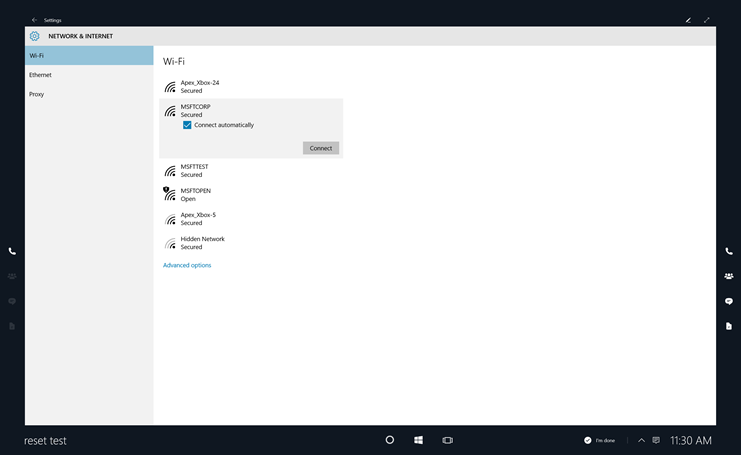 Settings
NETWORK & INTERNET
Wi-Fi
Ethernet
Proxy
Wi-Fi
Apex_Xbox-24
Secured
MSFTCORP
Secured
Connect automatically
Connect
MSFTTEST
Secured
MSFTOPEN
Open
Apex_Xbox-5
Secured
Hidden Network
Secured
Advanced options
reset test
I'm done
11:30 AM